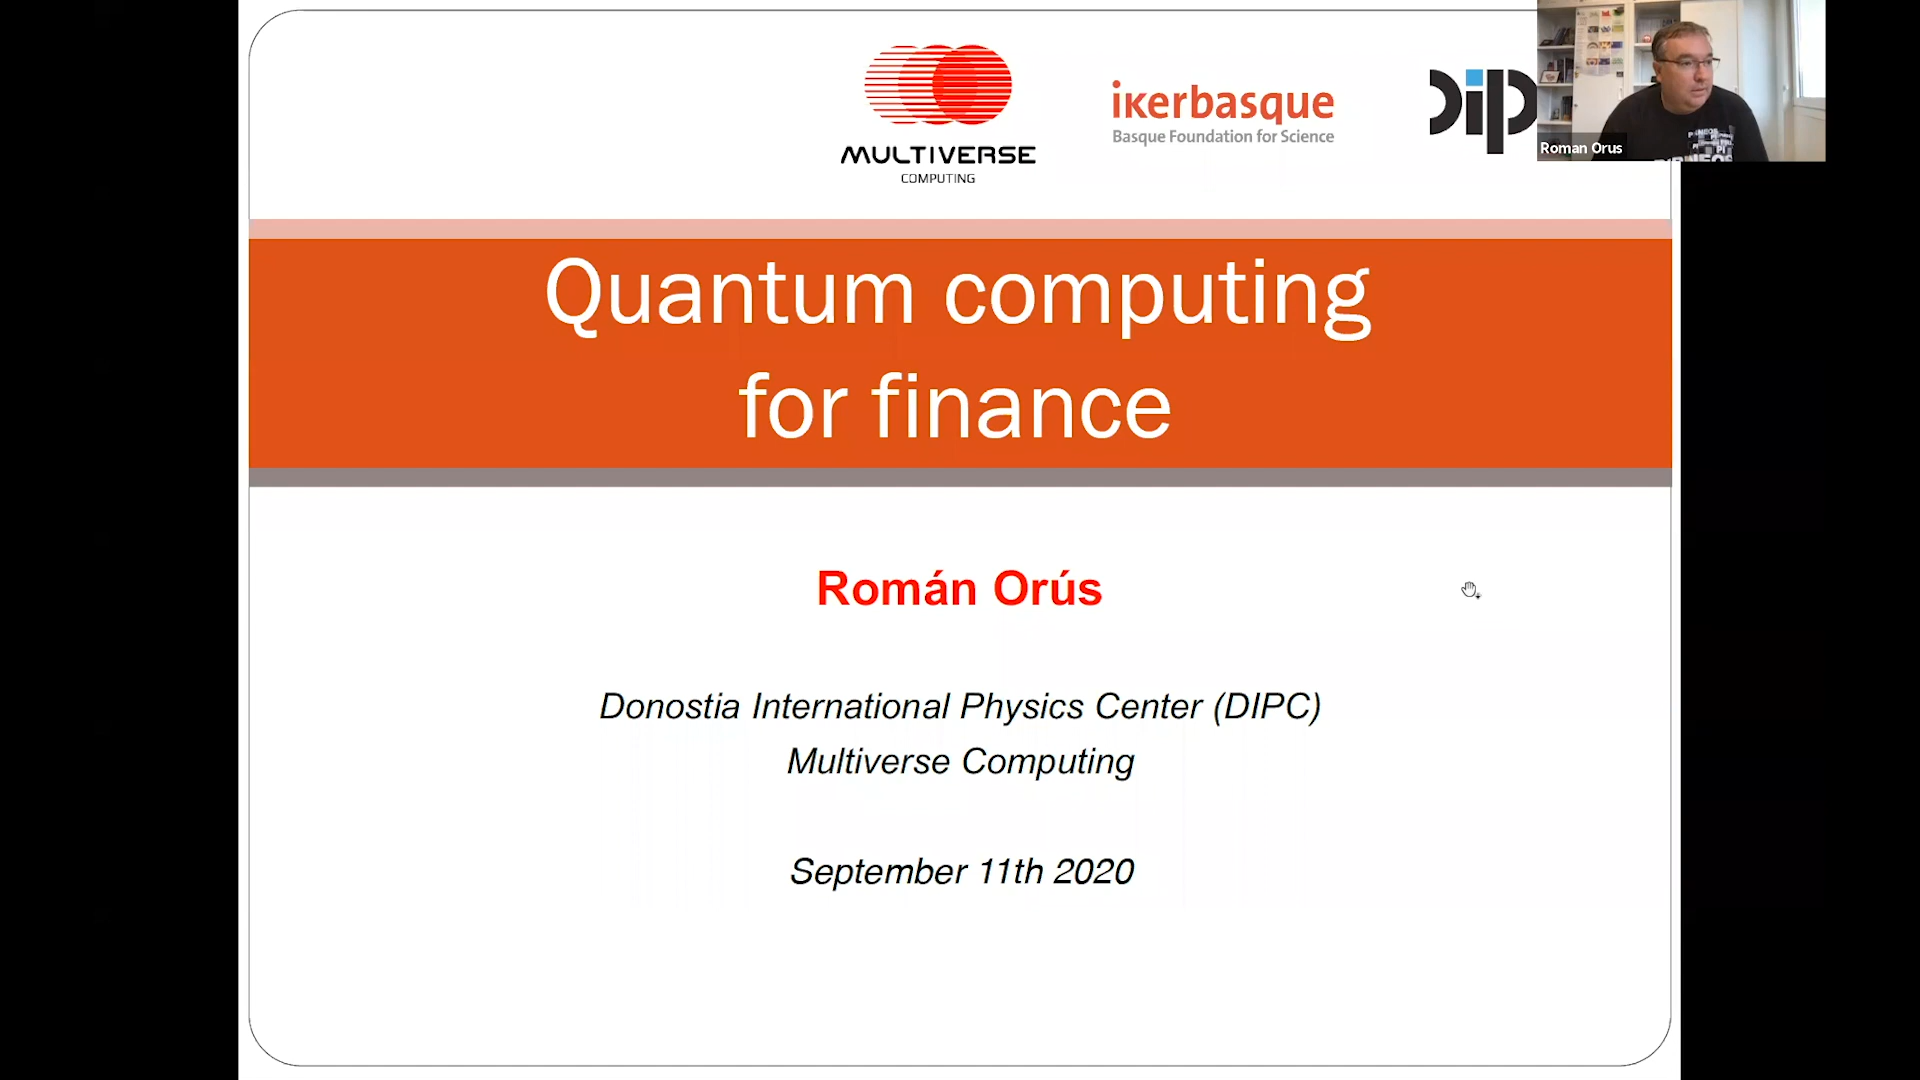 MULTIVERSE
COMPUTING
ikerbasque
Basque Foundation for Science
DIP
Roman Orus
Quantum computing
for finance
Román Orús
Donostia International Physics Center (DIPC)
Multiverse Computing
September 11th 2020